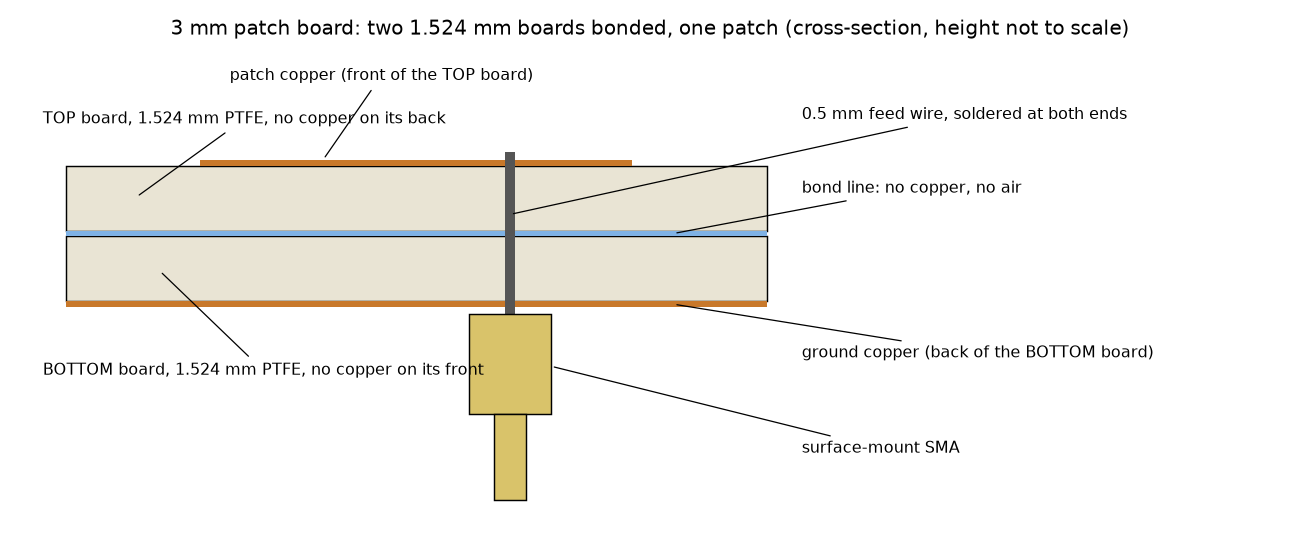 3 mm patch board: two 1.524 mm boards bonded, one patch (cross-section, height not to scale)
patch copper (front of the TOP board)
TOP board, 1.524 mm PTFE, no copper on its back
0.5 mm feed wire, soldered at both ends
bond line: no copper, no air
ground copper (back of the BOTTOM board)
BOTTOM board, 1.524 mm PTFE, no copper on its front
surface-mount SMA